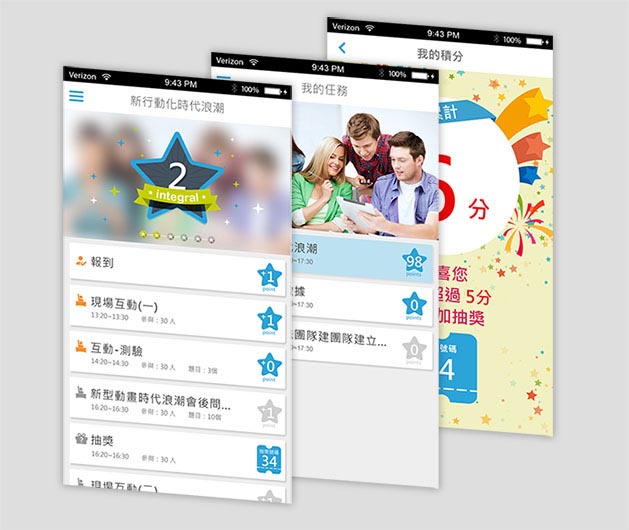 Verizon 9:43 PM 100%
新行動化時代浪潮
2
integral
報到
+1
point
現場互動(一)
13:20~13:30 參與：30 人
+1
point
互動-測驗
14:20~14:30 參與：30 人 題目：3個
+0
point
新型動畫時代浪潮會後問...
16:20~16:30 參與：30 人 題目：10個
+1
point
抽獎
16:20~16:30 參與：30 人
抽獎號碼
34
現場互動(二)
Verizon 9:43 PM 100%
我的任務
浪潮
~17:30
98
points
數據
~17:30
0
points
團隊建團隊建立...
~17:30
0
points
Verizon 9:43 PM 100%
我的積分
累計
分
喜您
超過 5分
加抽獎
號碼
4